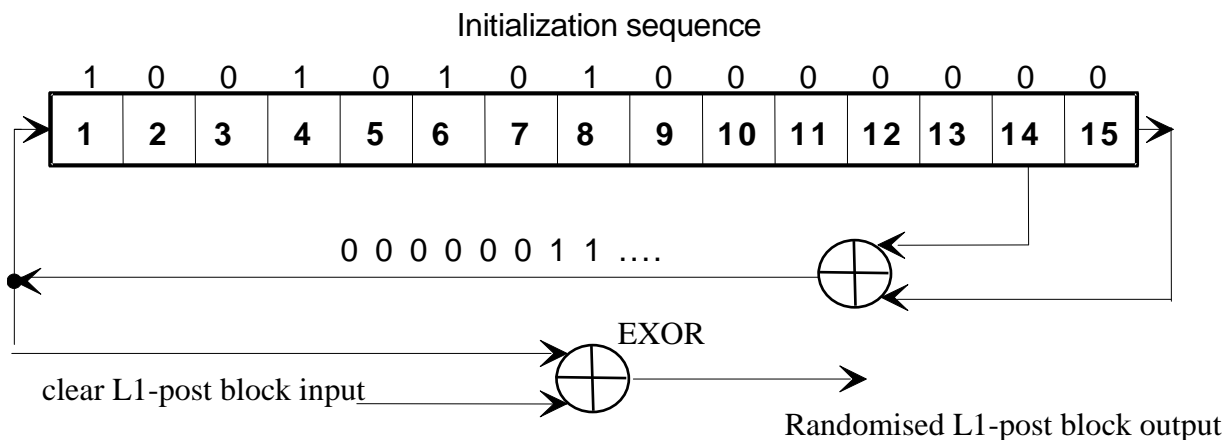 Initialization sequence
1 0 0 1 0 1 0 1 0 0 0 0 0 0 0
1 2 3 4 5 6 7 8 9 10 11 12 13 14 15
0 0 0 0 0 0 1 1 ....
EXOR
clear L1-post block input
Randomised L1-post block output